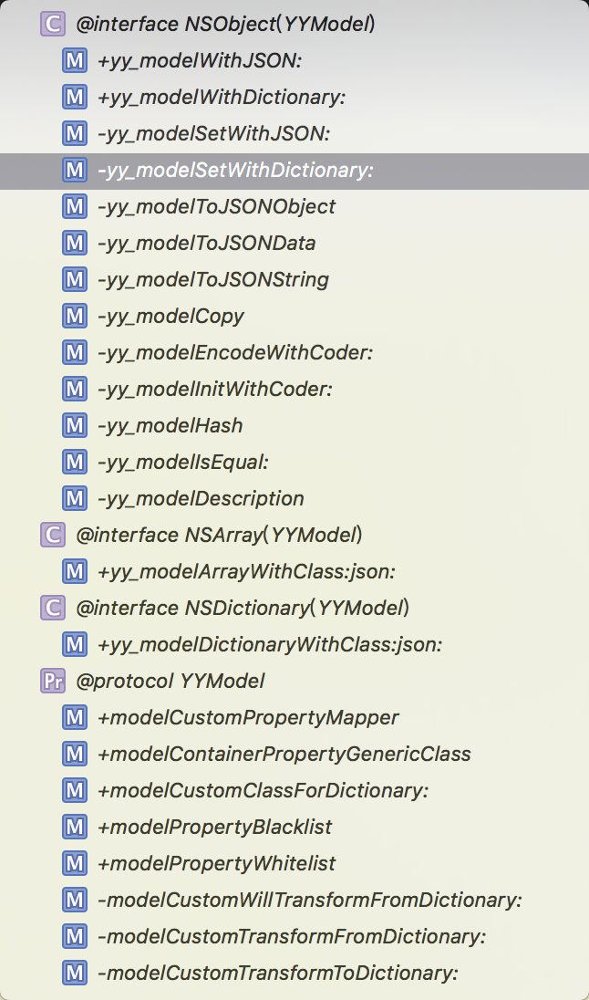 C @interface NSObject(YYModel)
M +yy_modelWithJSON:
M +yy_modelWithDictionary:
M -yy_modelSetWithJSON:
M -yy_modelSetWithDictionary:
M -yy_modelToJSONObject
M -yy_modelToJSONData
M -yy_modelToJSONString
M -yy_modelCopy
M -yy_modelEncodeWithCoder:
M -yy_modelInitWithCoder:
M -yy_modelHash
M -yy_modelIsEqual:
M -yy_modelDescription
C @interface NSArray(YYModel)
M +yy_modelArrayWithClass:json:
C @interface NSDictionary(YYModel)
M +yy_modelDictionaryWithClass:json:
Pr @protocol YYModel
M +modelCustomPropertyMapper
M +modelContainerPropertyGenericClass
M +modelCustomClassForDictionary:
M +modelPropertyBlacklist
M +modelPropertyWhitelist
M -modelCustomWillTransformFromDictionary:
M -modelCustomTransformFromDictionary:
M -modelCustomTransformToDictionary: